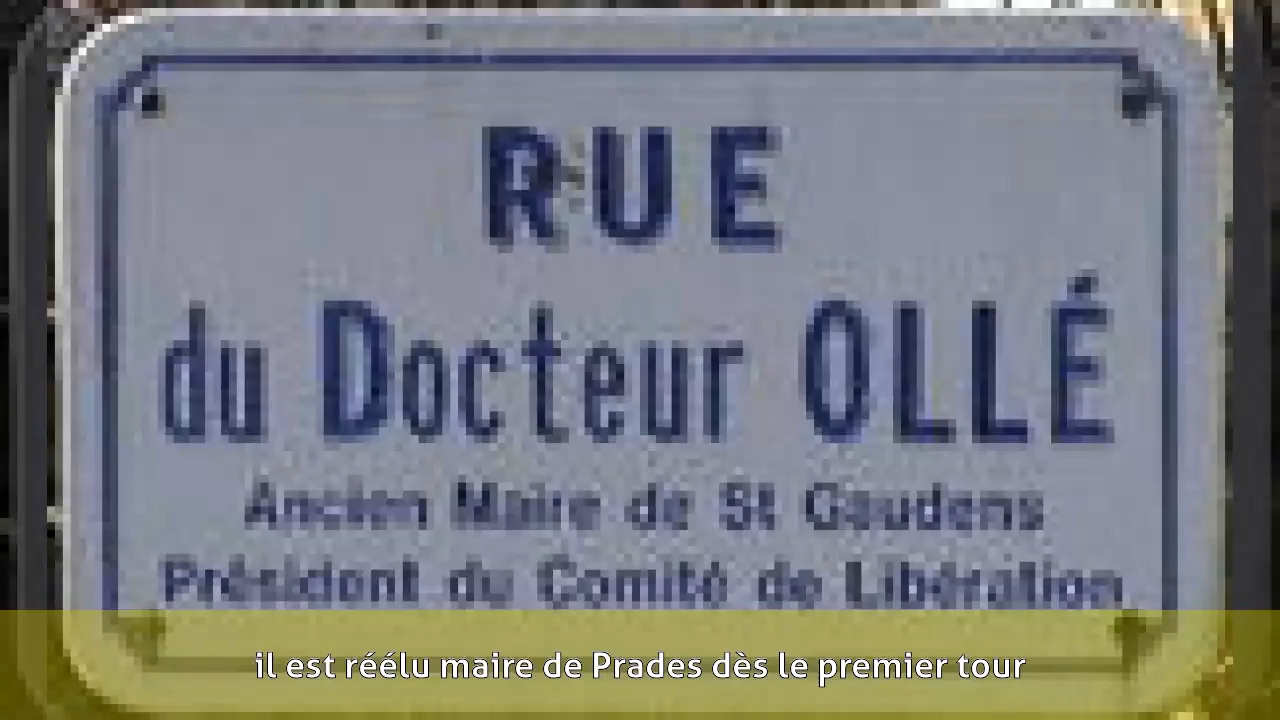 RUE
du Docteur OLLÉ
Ancien Maire de St Gaudens
Président du Comité de Libération
il est réélu maire de Prades dès le premier tour